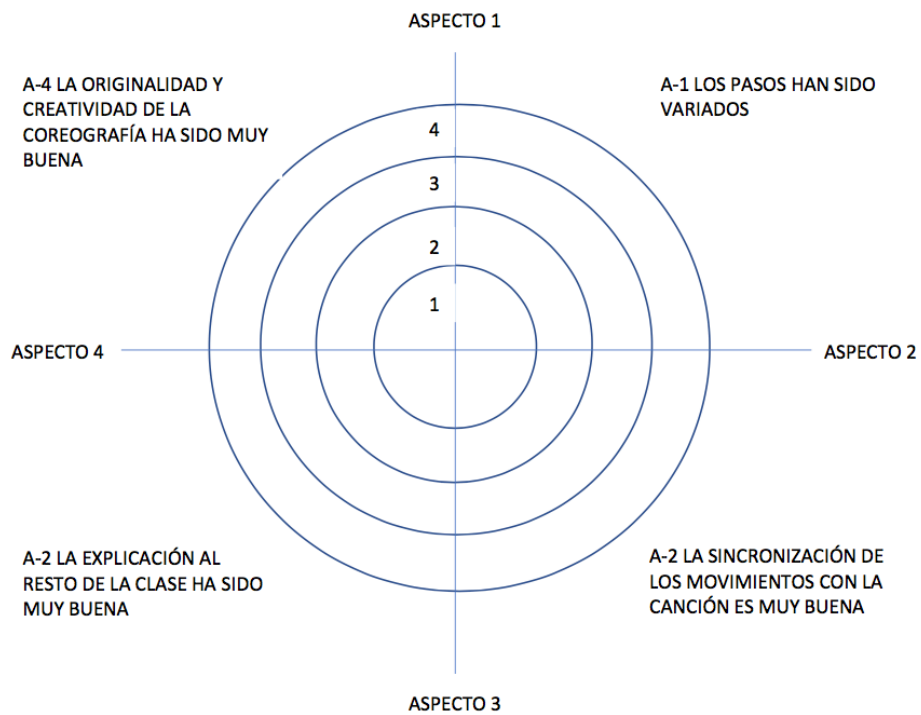 ASPECTO 1
A-4 LA ORIGINALIDAD Y
CREATIVIDAD DE LA
COREOGRAFÍA HA SIDO MUY
BUENA
A-1 LOS PASOS HAN SIDO
VARIADOS
4
3
2
1
ASPECTO 4
ASPECTO 2
A-2 LA EXPLICACIÓN AL
RESTO DE LA CLASE HA SIDO
MUY BUENA
A-2 LA SINCRONIZACIÓN DE
LOS MOVIMIENTOS CON LA
CANCIÓN ES MUY BUENA
ASPECTO 3